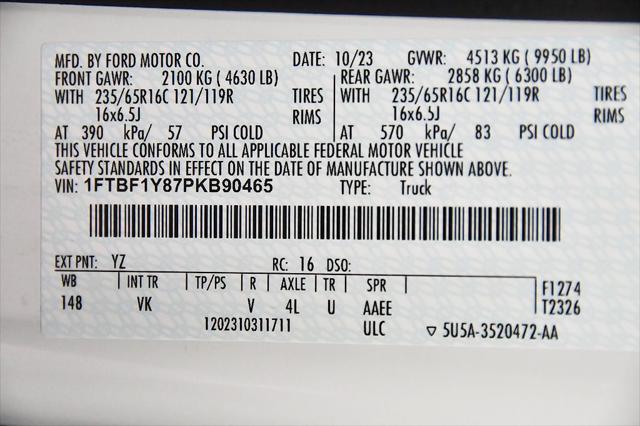 MFD. BY FORD MOTOR CO. DATE: 10/23 GVWR: 4513 KG ( 9950 LB)
FRONT GAWR: 2100 KG ( 4630 LB) REAR GAWR: 2858 KG ( 6300 LB)
WITH 235/65R16C 121/119R TIRES WITH 235/65R16C 121/119R TIRES
16x6.5J RIMS 16x6.5J RIMS
AT 390 kPa/ 57 PSI COLD AT 570 kPa/ 83 PSI COLD
THIS VEHICLE CONFORMS TO ALL APPLICABLE FEDERAL MOTOR VEHICLE
SAFETY STANDARDS IN EFFECT ON THE DATE OF MANUFACTURE SHOWN ABOVE.
VIN: 1FTBF1Y87PKB90465 TYPE: Truck
EXT PNT: YZ RC: 16 DSO:
WB INT TR TP/PS R AXLE TR SPR F1274
148 VK V 4L U AAEE T2326
1202310311711 ULC ▽ 5U5A-3520472-AA